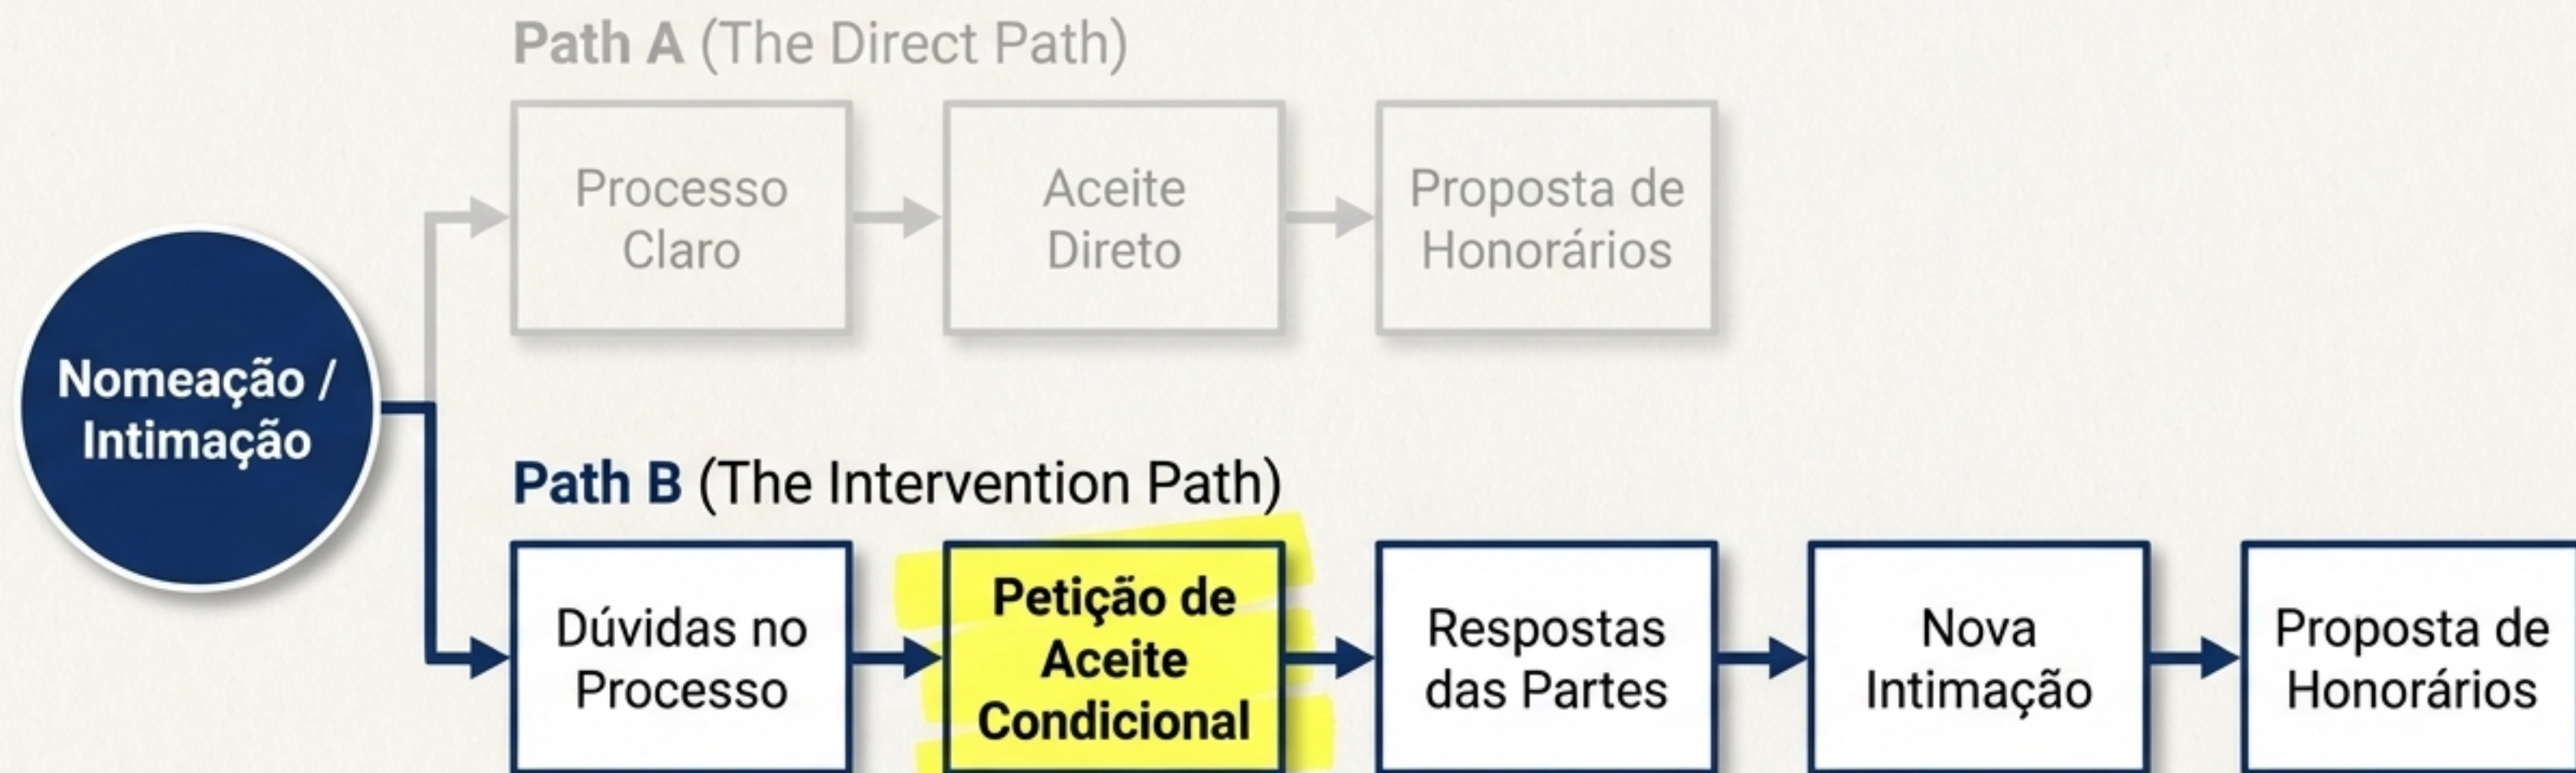 Path A (The Direct Path)
Processo
Claro
Aceite
Direto
Proposta de
Honorários
Nomeação /
Intimação
Path B (The Intervention Path)
Dúvidas no
Processo
Petição de
Aceite
Condicional
Respostas
das Partes
Nova
Intimação
Proposta de
Honorários